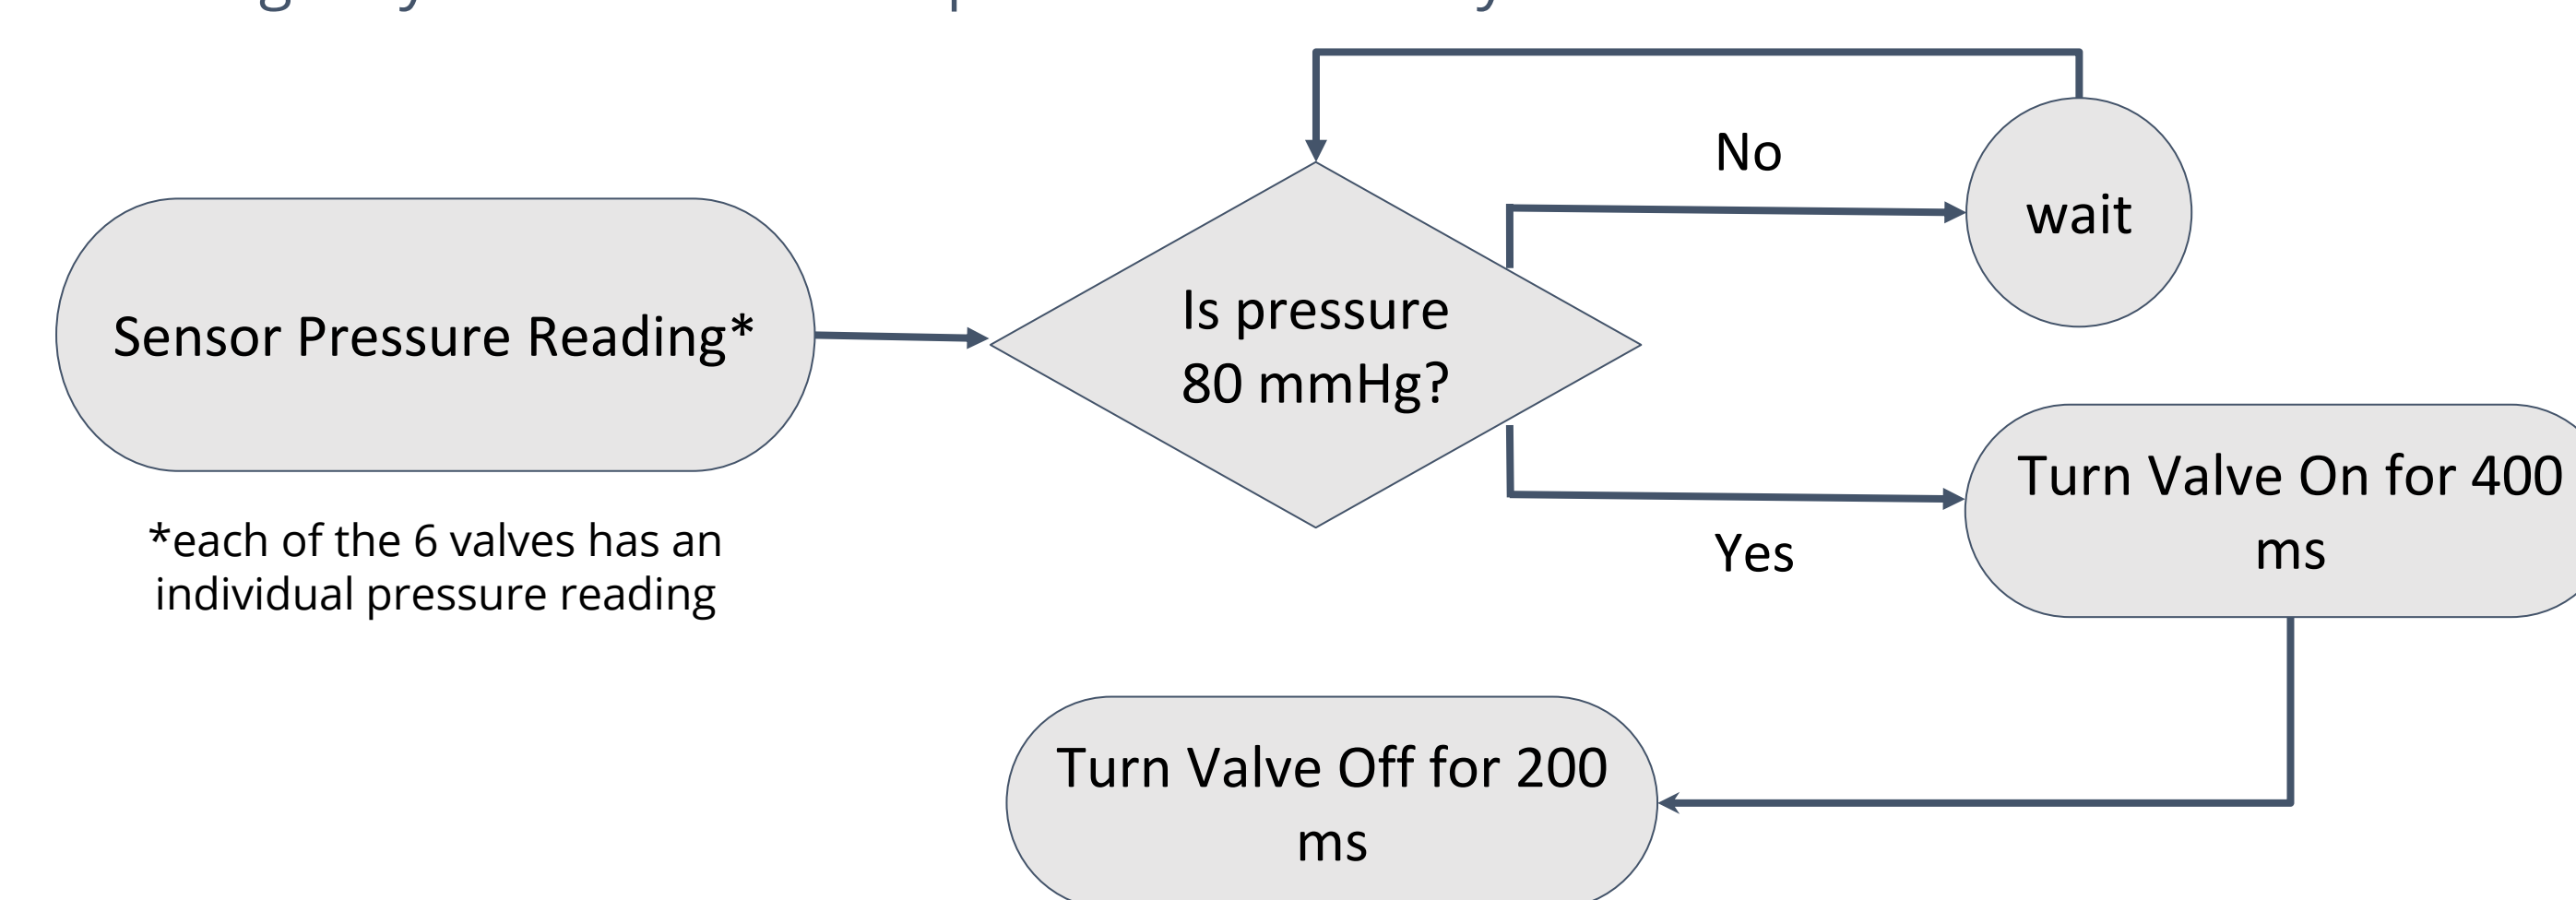 Sensor Pressure Reading*
*each of the 6 valves has an
individual pressure reading
Is pressure
80 mmHg?
No
wait
Yes
Turn Valve On for 400
ms
Turn Valve Off for 200
ms